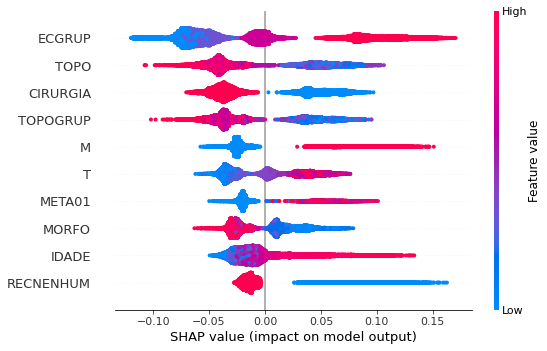 High
ECGRUP
TOPO
CIRURGIA
TOPOGRUP
M
T
META01
MORFO
IDADE
RECNENHUM
Feature value
Low
−0.10 −0.05 0.00 0.05 0.10 0.15
SHAP value (impact on model output)